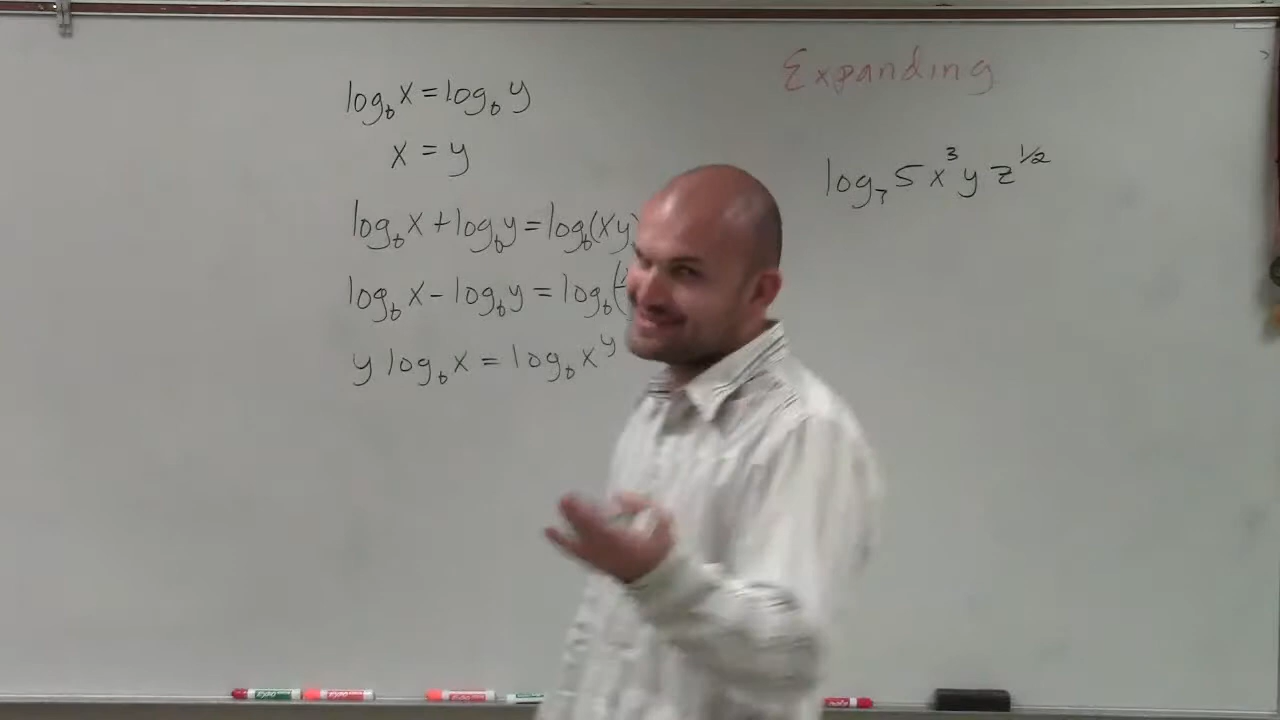 log_b x = log_b y
x = y
log_b x + log_b y = log_b (xy
log_b x - log_b y = log_b (
y log_b x = log_b x^y
Expanding
log_7 5x^3 y z^1/2